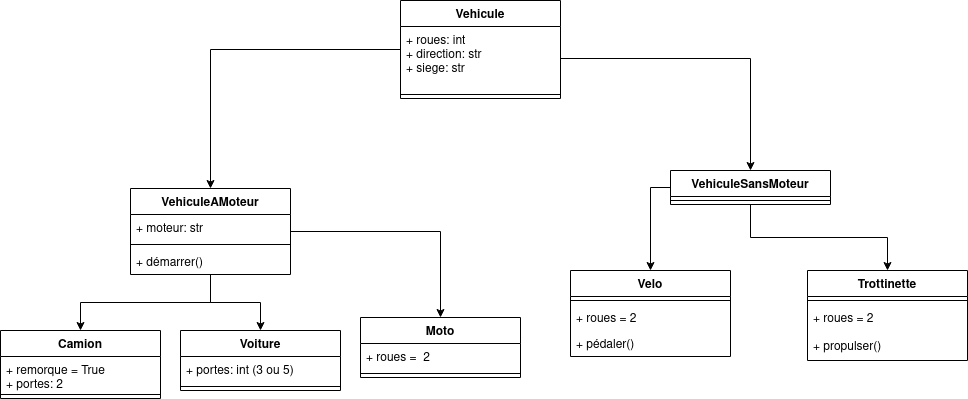 Vehicule
+ roues: int
+ direction: str
+ siege: str
VehiculeAMoteur
+ moteur: str
+ démarrer()
VehiculeSansMoteur
Camion
+ remorque = True
+ portes: 2
Voiture
+ portes: int (3 ou 5)
Moto
+ roues =  2
Velo
+ roues = 2
+ pédaler()
Trottinette
+ roues = 2
+ propulser()